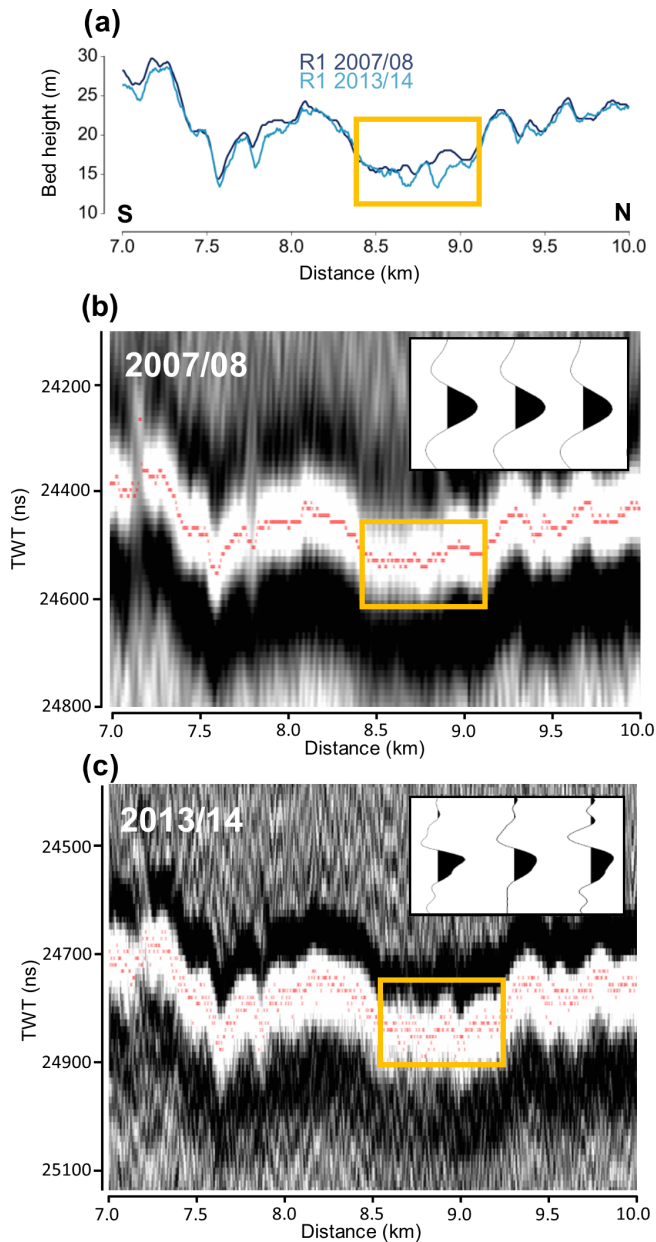 (a)
R1 2007/08
R1 2013/14
Bed height (m)
30
25
20
15
10
S
N
7.0 7.5 8.0 8.5 9.0 9.5 10.0
Distance (km)
(b)
2007/08
TWT (ns)
24200
24400
24600
24800
7.0 7.5 8.0 8.5 9.0 9.5 10.0
Distance (km)
(c)
2013/14
TWT (ns)
24500
24700
24900
25100
7.0 7.5 8.0 8.5 9.0 9.5 10.0
Distance (km)